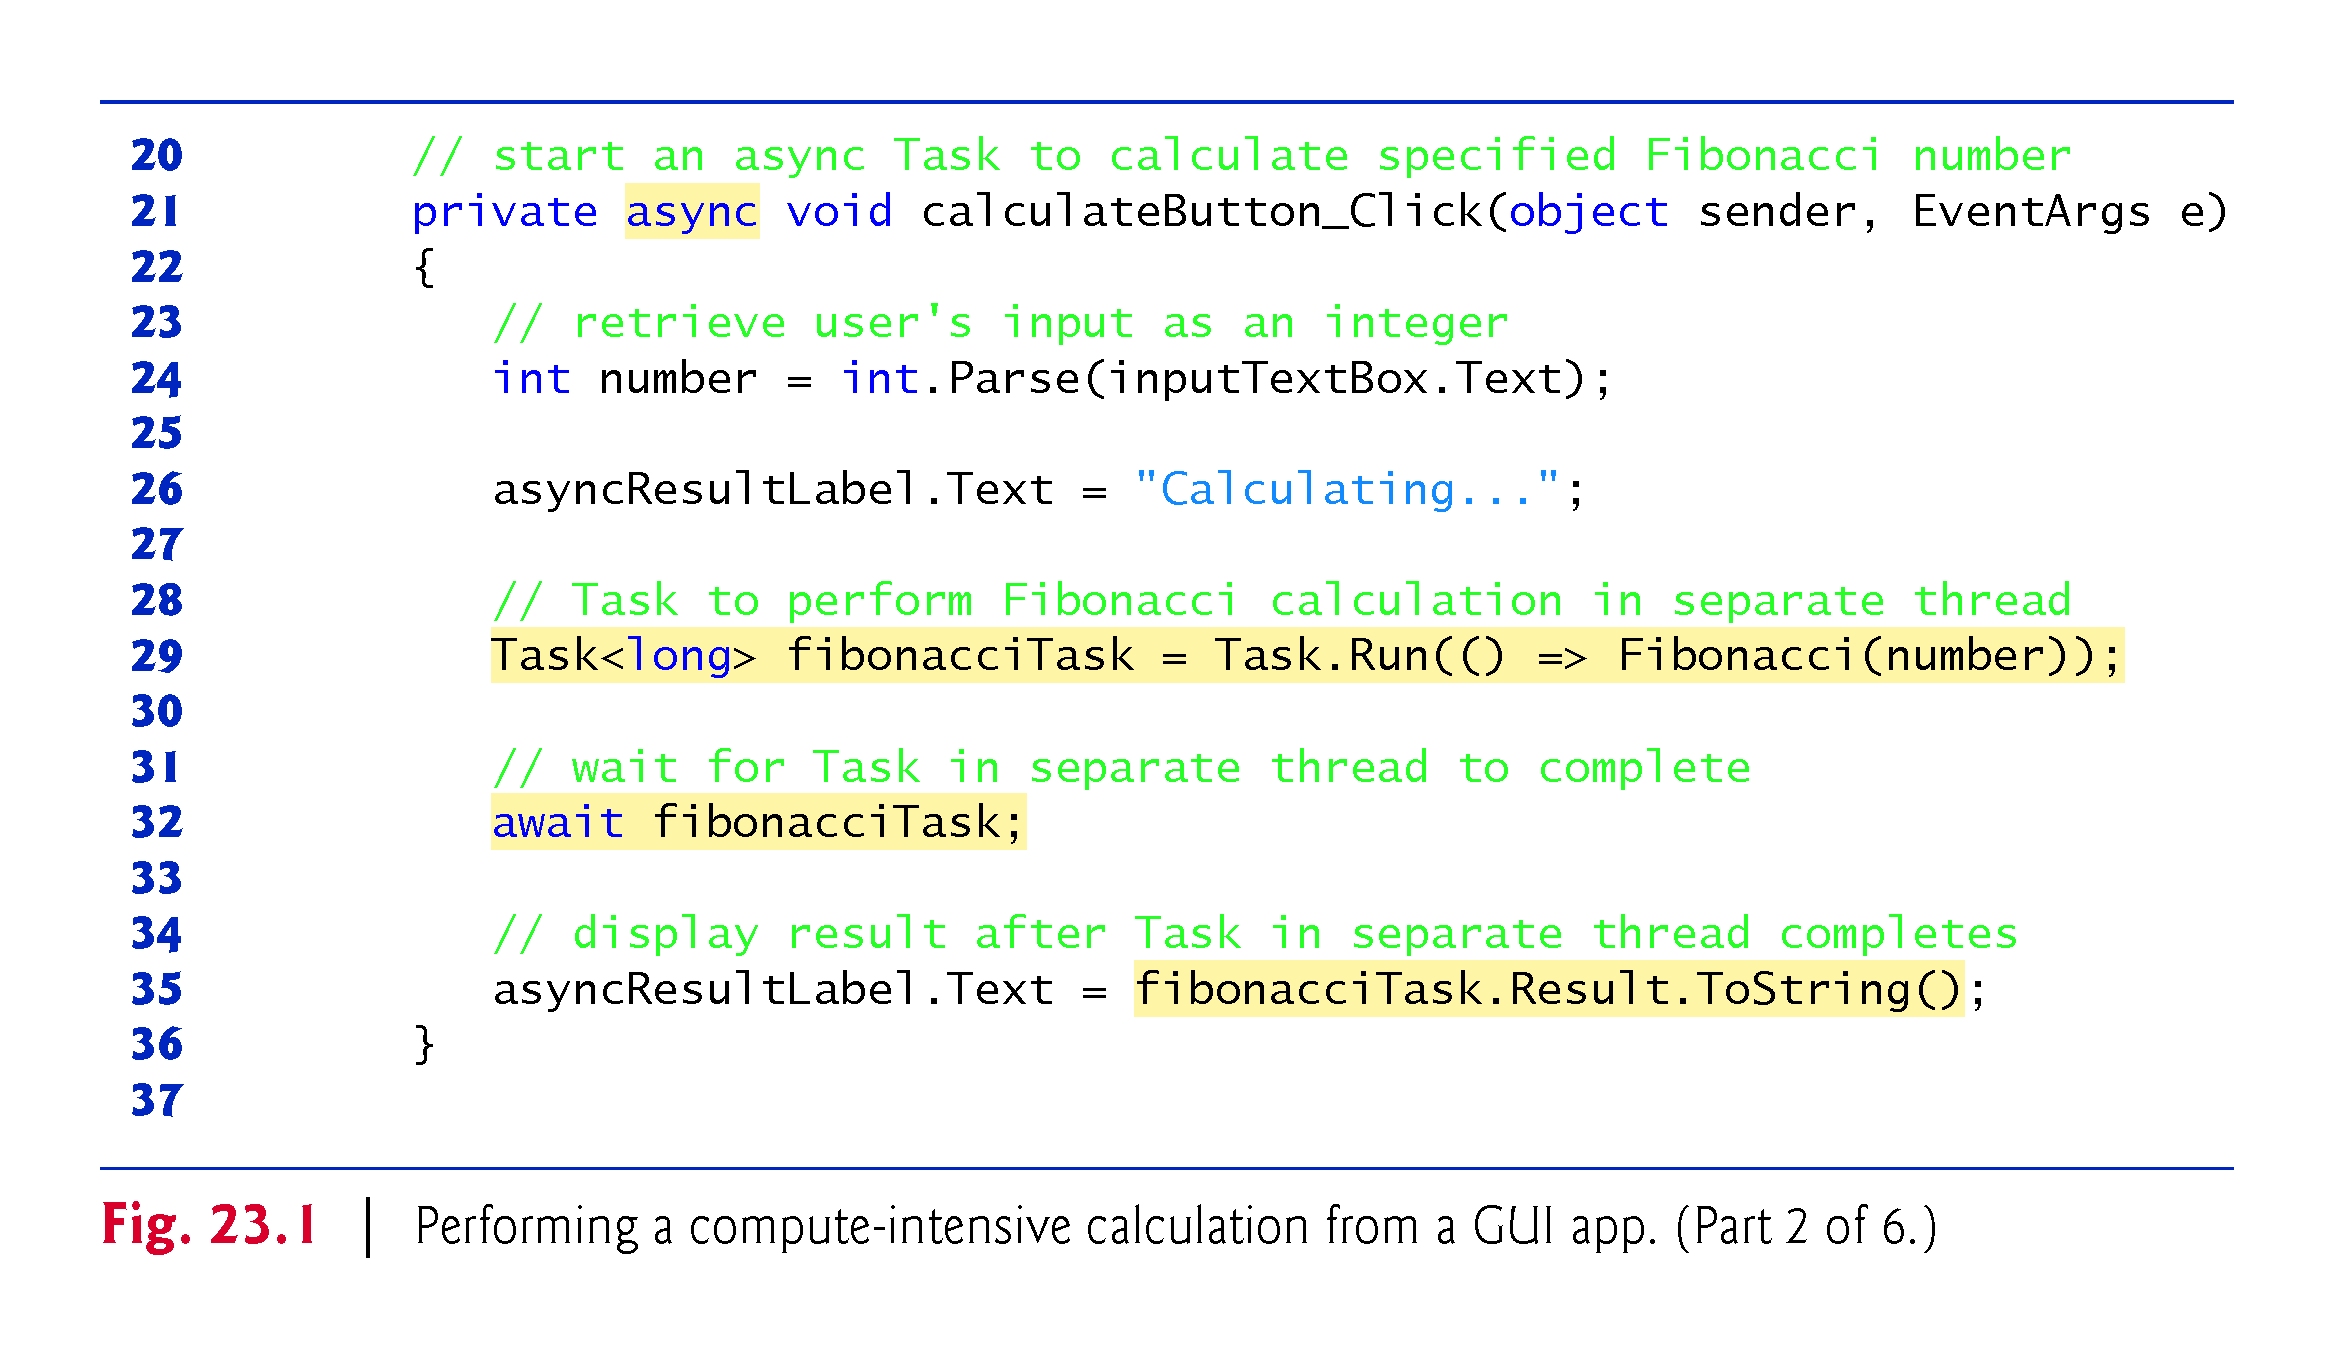 20 // start an async Task to calculate specified Fibonacci number
21 private async void calculateButton_Click(object sender, EventArgs e)
22 {
23 // retrieve user's input as an integer
24 int number = int.Parse(inputTextBox.Text);
25
26 asyncResultLabel.Text = "Calculating...";
27
28 // Task to perform Fibonacci calculation in separate thread
29 Task<long> fibonacciTask = Task.Run(() => Fibonacci(number));
30
31 // wait for Task in separate thread to complete
32 await fibonacciTask;
33
34 // display result after Task in separate thread completes
35 asyncResultLabel.Text = fibonacciTask.Result.ToString();
36 }
37
Fig. 23.1 | Performing a compute-intensive calculation from a GUI app. (Part 2 of 6.)